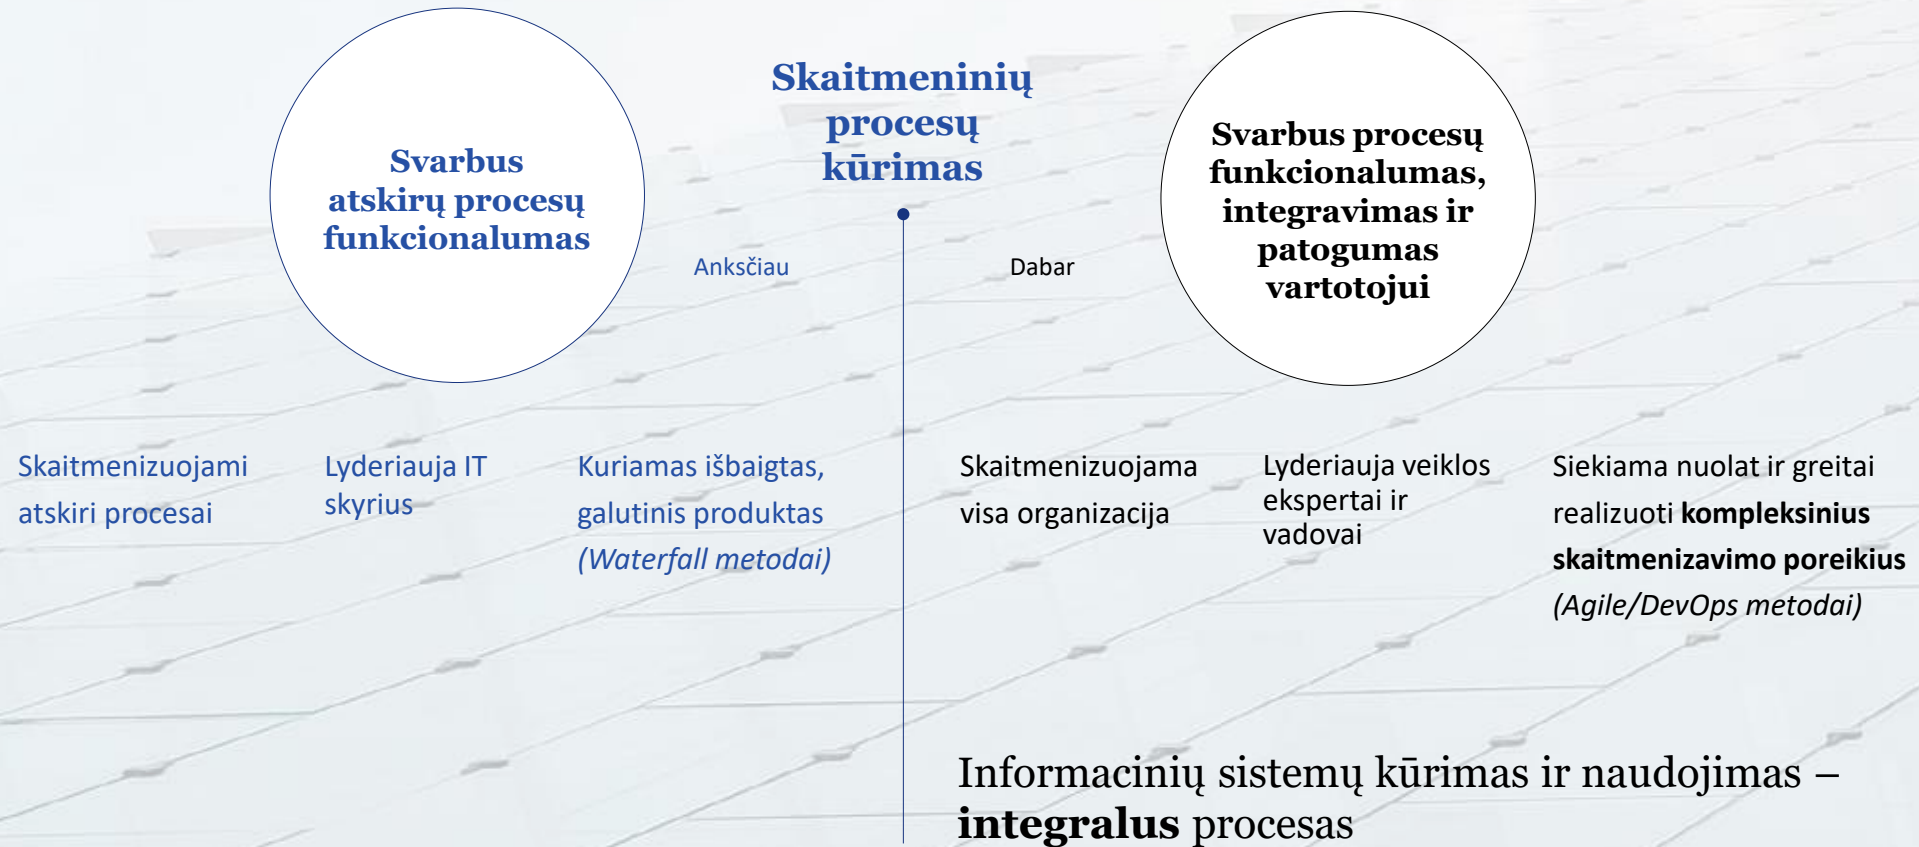 Skaitmeninių
procesų
kūrimas
Svarbus
atskirų procesų
funkcionalumas
Anksčiau
Dabar
Svarbus procesų
funkcionalumas,
integravimas ir
patogumas
vartotojui
Skaitmenizuojami
atskiri procesai
Lyderiauja IT
skyrius
Kuriamas išbaigtas,
galutinis produktas
(Waterfall metodai)
Skaitmenizuojama
visa organizacija
Lyderiauja veiklos
ekspertai ir
vadovai
Siekiama nuolat ir greitai
realizuoti kompleksinius
skaitmenizavimo poreikius
(Agile/DevOps metodai)
Informacinių sistemų kūrimas ir naudojimas –
integralus procesas